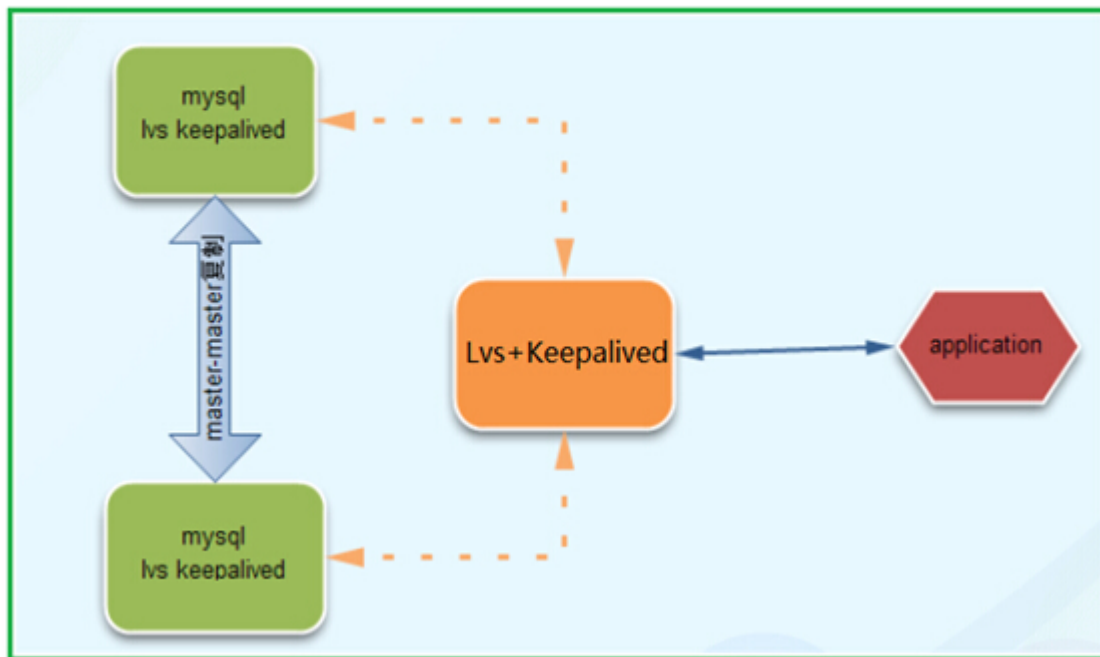 mysql
lvs keepalived
master-master复制
Lvs+Keepalived
application
mysql
lvs keepalived